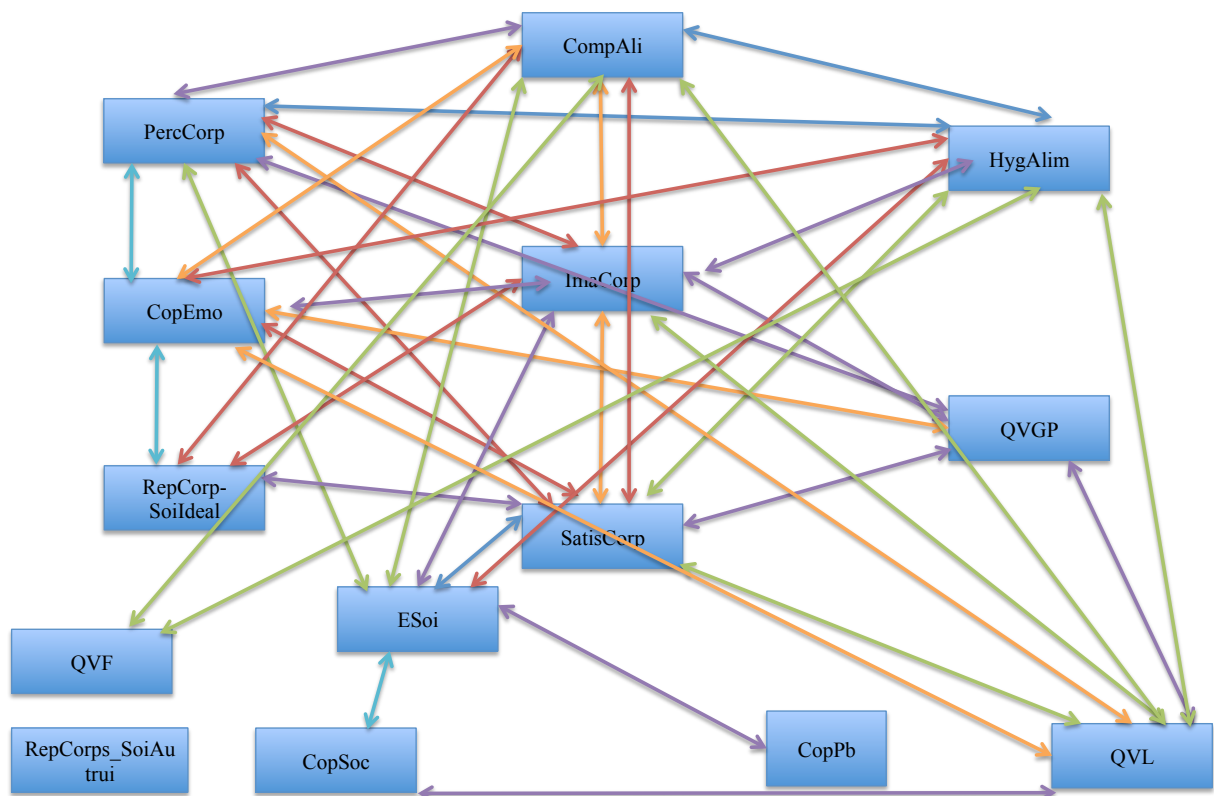 CompAli
PercCorp
HygAlim
ImaCorp
CopEmo
QVGP
RepCorp-
SoiIdeal
SatisCorp
ESoi
QVF
RepCorps_SoiAu
trui
CopSoc
CopPb
QVL